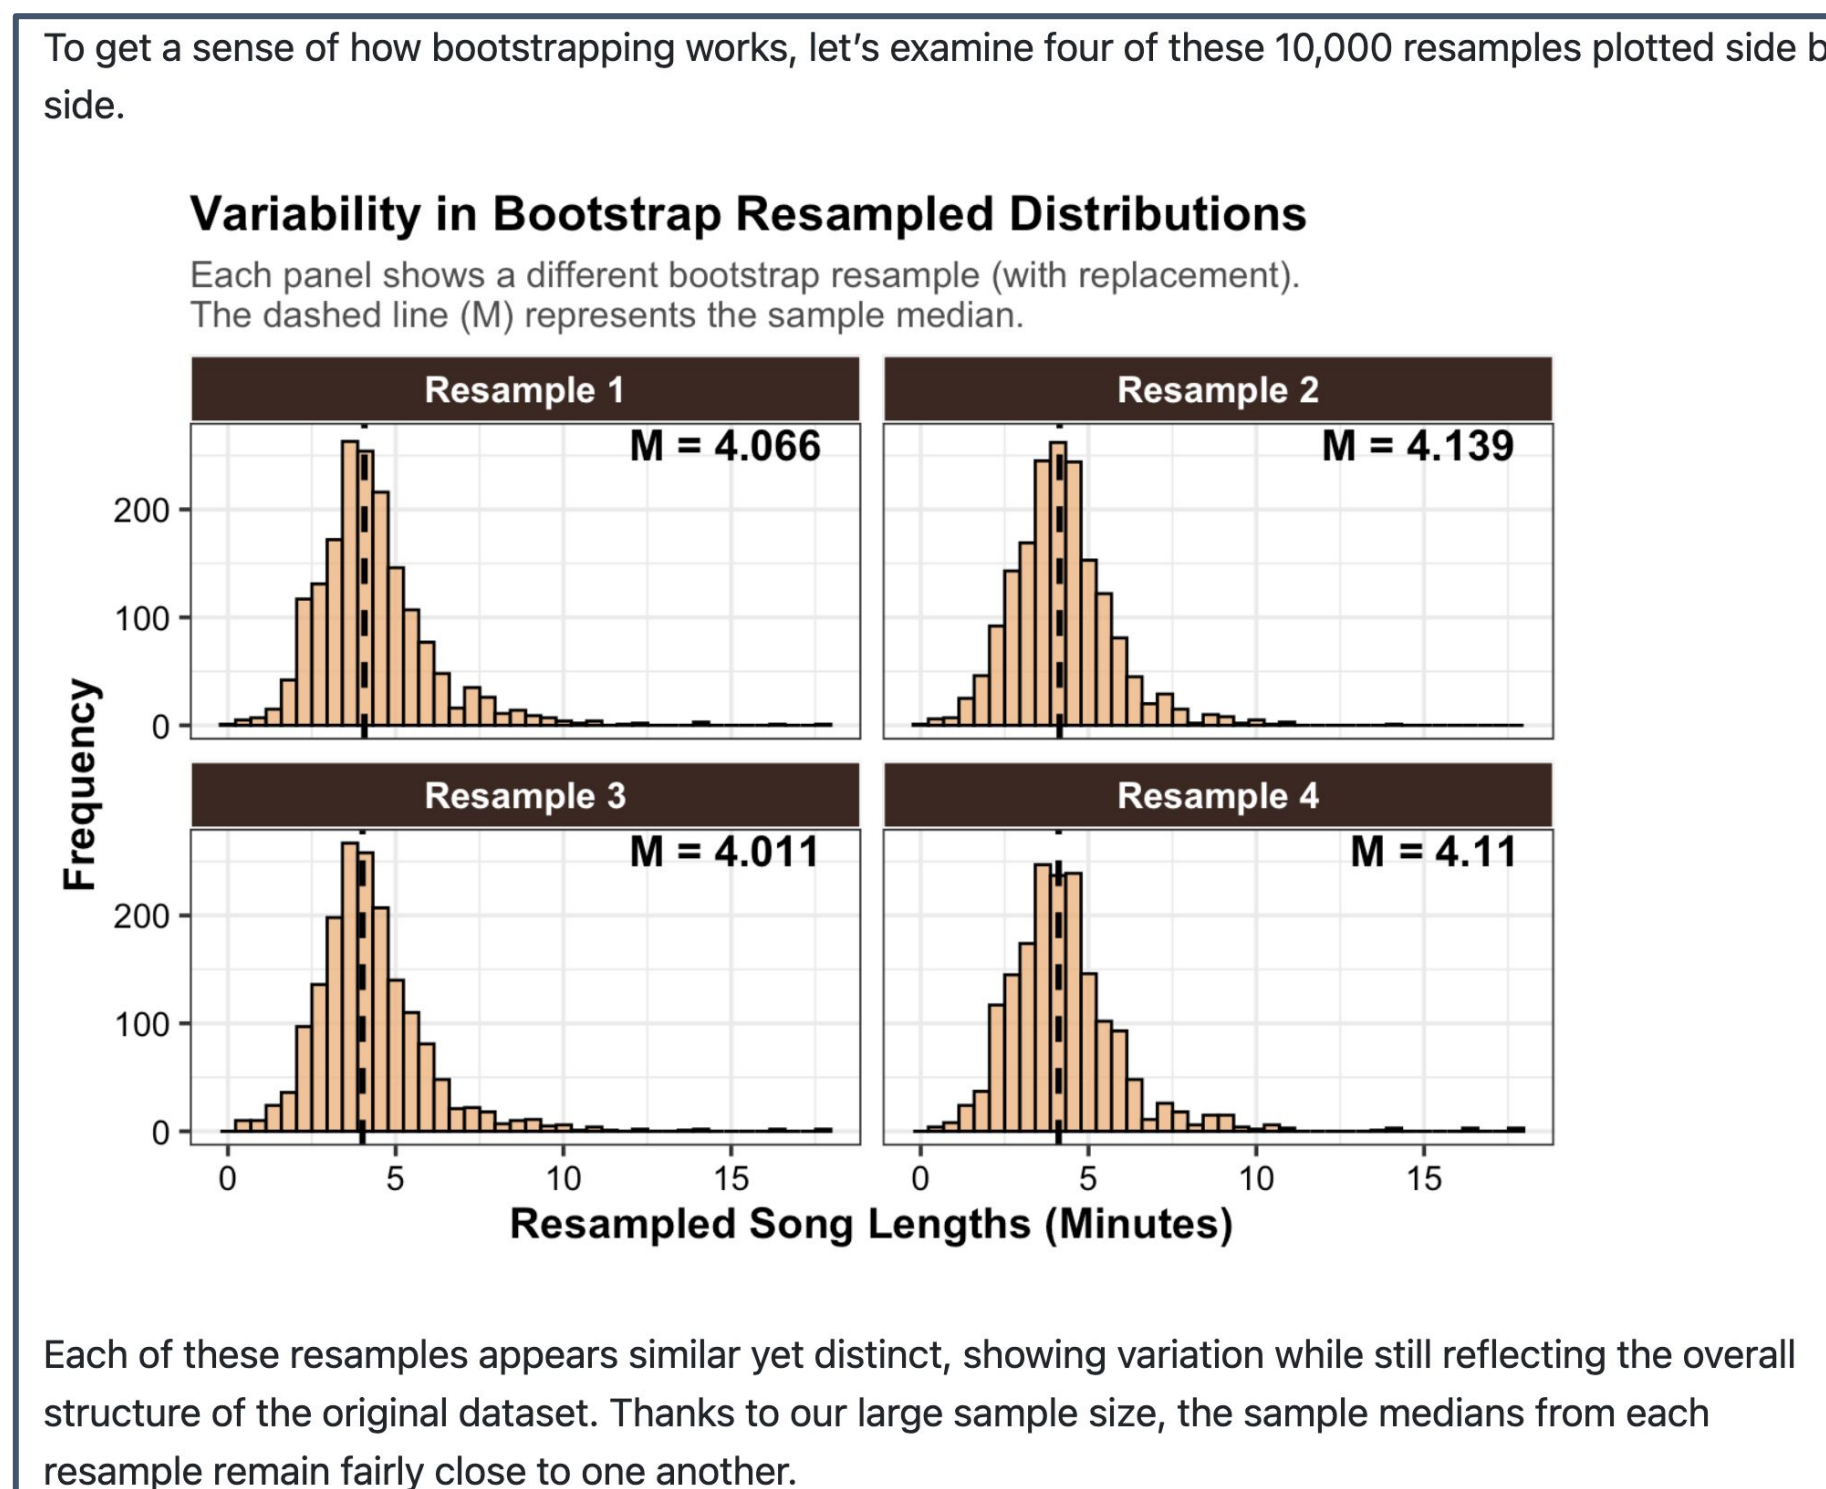 To get a sense of how bootstrapping works, let’s examine four of these 10,000 resamples plotted side
side.
Variability in Bootstrap Resampled Distributions
Each panel shows a different bootstrap resample (with replacement).
The dashed line (M) represents the sample median.
Resample 1
Resample 2
M = 4.066
M = 4.139
200
100
0
Resample 3
Resample 4
M = 4.011
M = 4.11
Frequency
200
100
0
0 5 10 15
0 5 10 15
Resampled Song Lengths (Minutes)
Each of these resamples appears similar yet distinct, showing variation while still reflecting the overall
structure of the original dataset. Thanks to our large sample size, the sample medians from each
resample remain fairly close to one another.